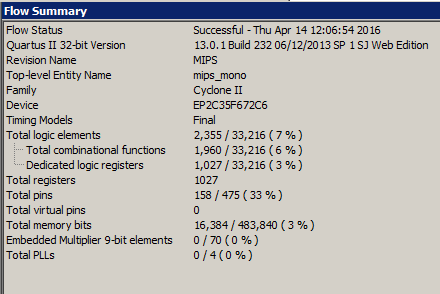 Flow Summary
Flow Status Successful - Thu Apr 14 12:06:54 2016
Quartus II 32-bit Version 13.0.1 Build 232 06/12/2013 SP 1 SJ Web Edition
Revision Name MIPS
Top-level Entity Name mips_mono
Family Cyclone II
Device EP2C35F672C6
Timing Models Final
Total logic elements 2,355 / 33,216 ( 7 % )
Total combinational functions 1,960 / 33,216 ( 6 % )
Dedicated logic registers 1,027 / 33,216 ( 3 % )
Total registers 1027
Total pins 158 / 475 ( 33 % )
Total virtual pins 0
Total memory bits 16,384 / 483,840 ( 3 % )
Embedded Multiplier 9-bit elements 0 / 70 ( 0 % )
Total PLLs 0 / 4 ( 0 % )